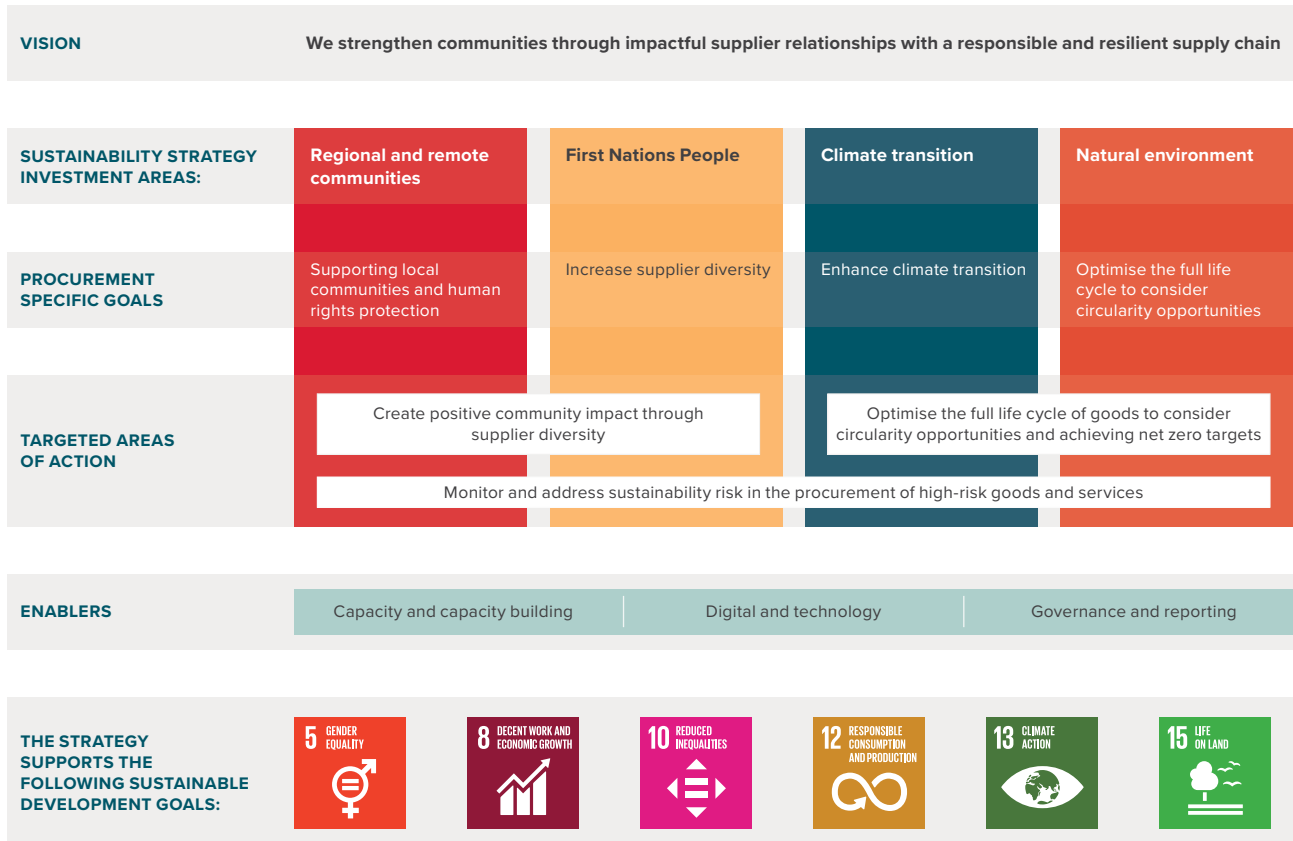 VISION
We strengthen communities through impactful supplier relationships with a responsible and resilient supply chain
SUSTAINABILITY STRATEGY
INVESTMENT AREAS:
Regional and remote
communities
First Nations People
Climate transition
Natural environment
PROCUREMENT
SPECIFIC GOALS
Supporting local
communities and human
rights protection
Increase supplier diversity
Enhance climate transition
Optimise the full life
cycle to consider
circularity opportunities
TARGETED AREAS
OF ACTION
Create positive community impact through
supplier diversity
Optimise the full life cycle of goods to consider
circularity opportunities and achieving net zero targets
Monitor and address sustainability risk in the procurement of high-risk goods and services
ENABLERS
Capacity and capacity building
Digital and technology
Governance and reporting
THE STRATEGY
SUPPORTS THE
FOLLOWING SUSTAINABLE
DEVELOPMENT GOALS:
5 GENDER
EQUALITY
8 DECENT WORK AND
ECONOMIC GROWTH
10 REDUCED
INEQUALITIES
12 RESPONSIBLE
CONSUMPTION
AND PRODUCTION
13 CLIMATE
ACTION
15 LIFE
ON LAND